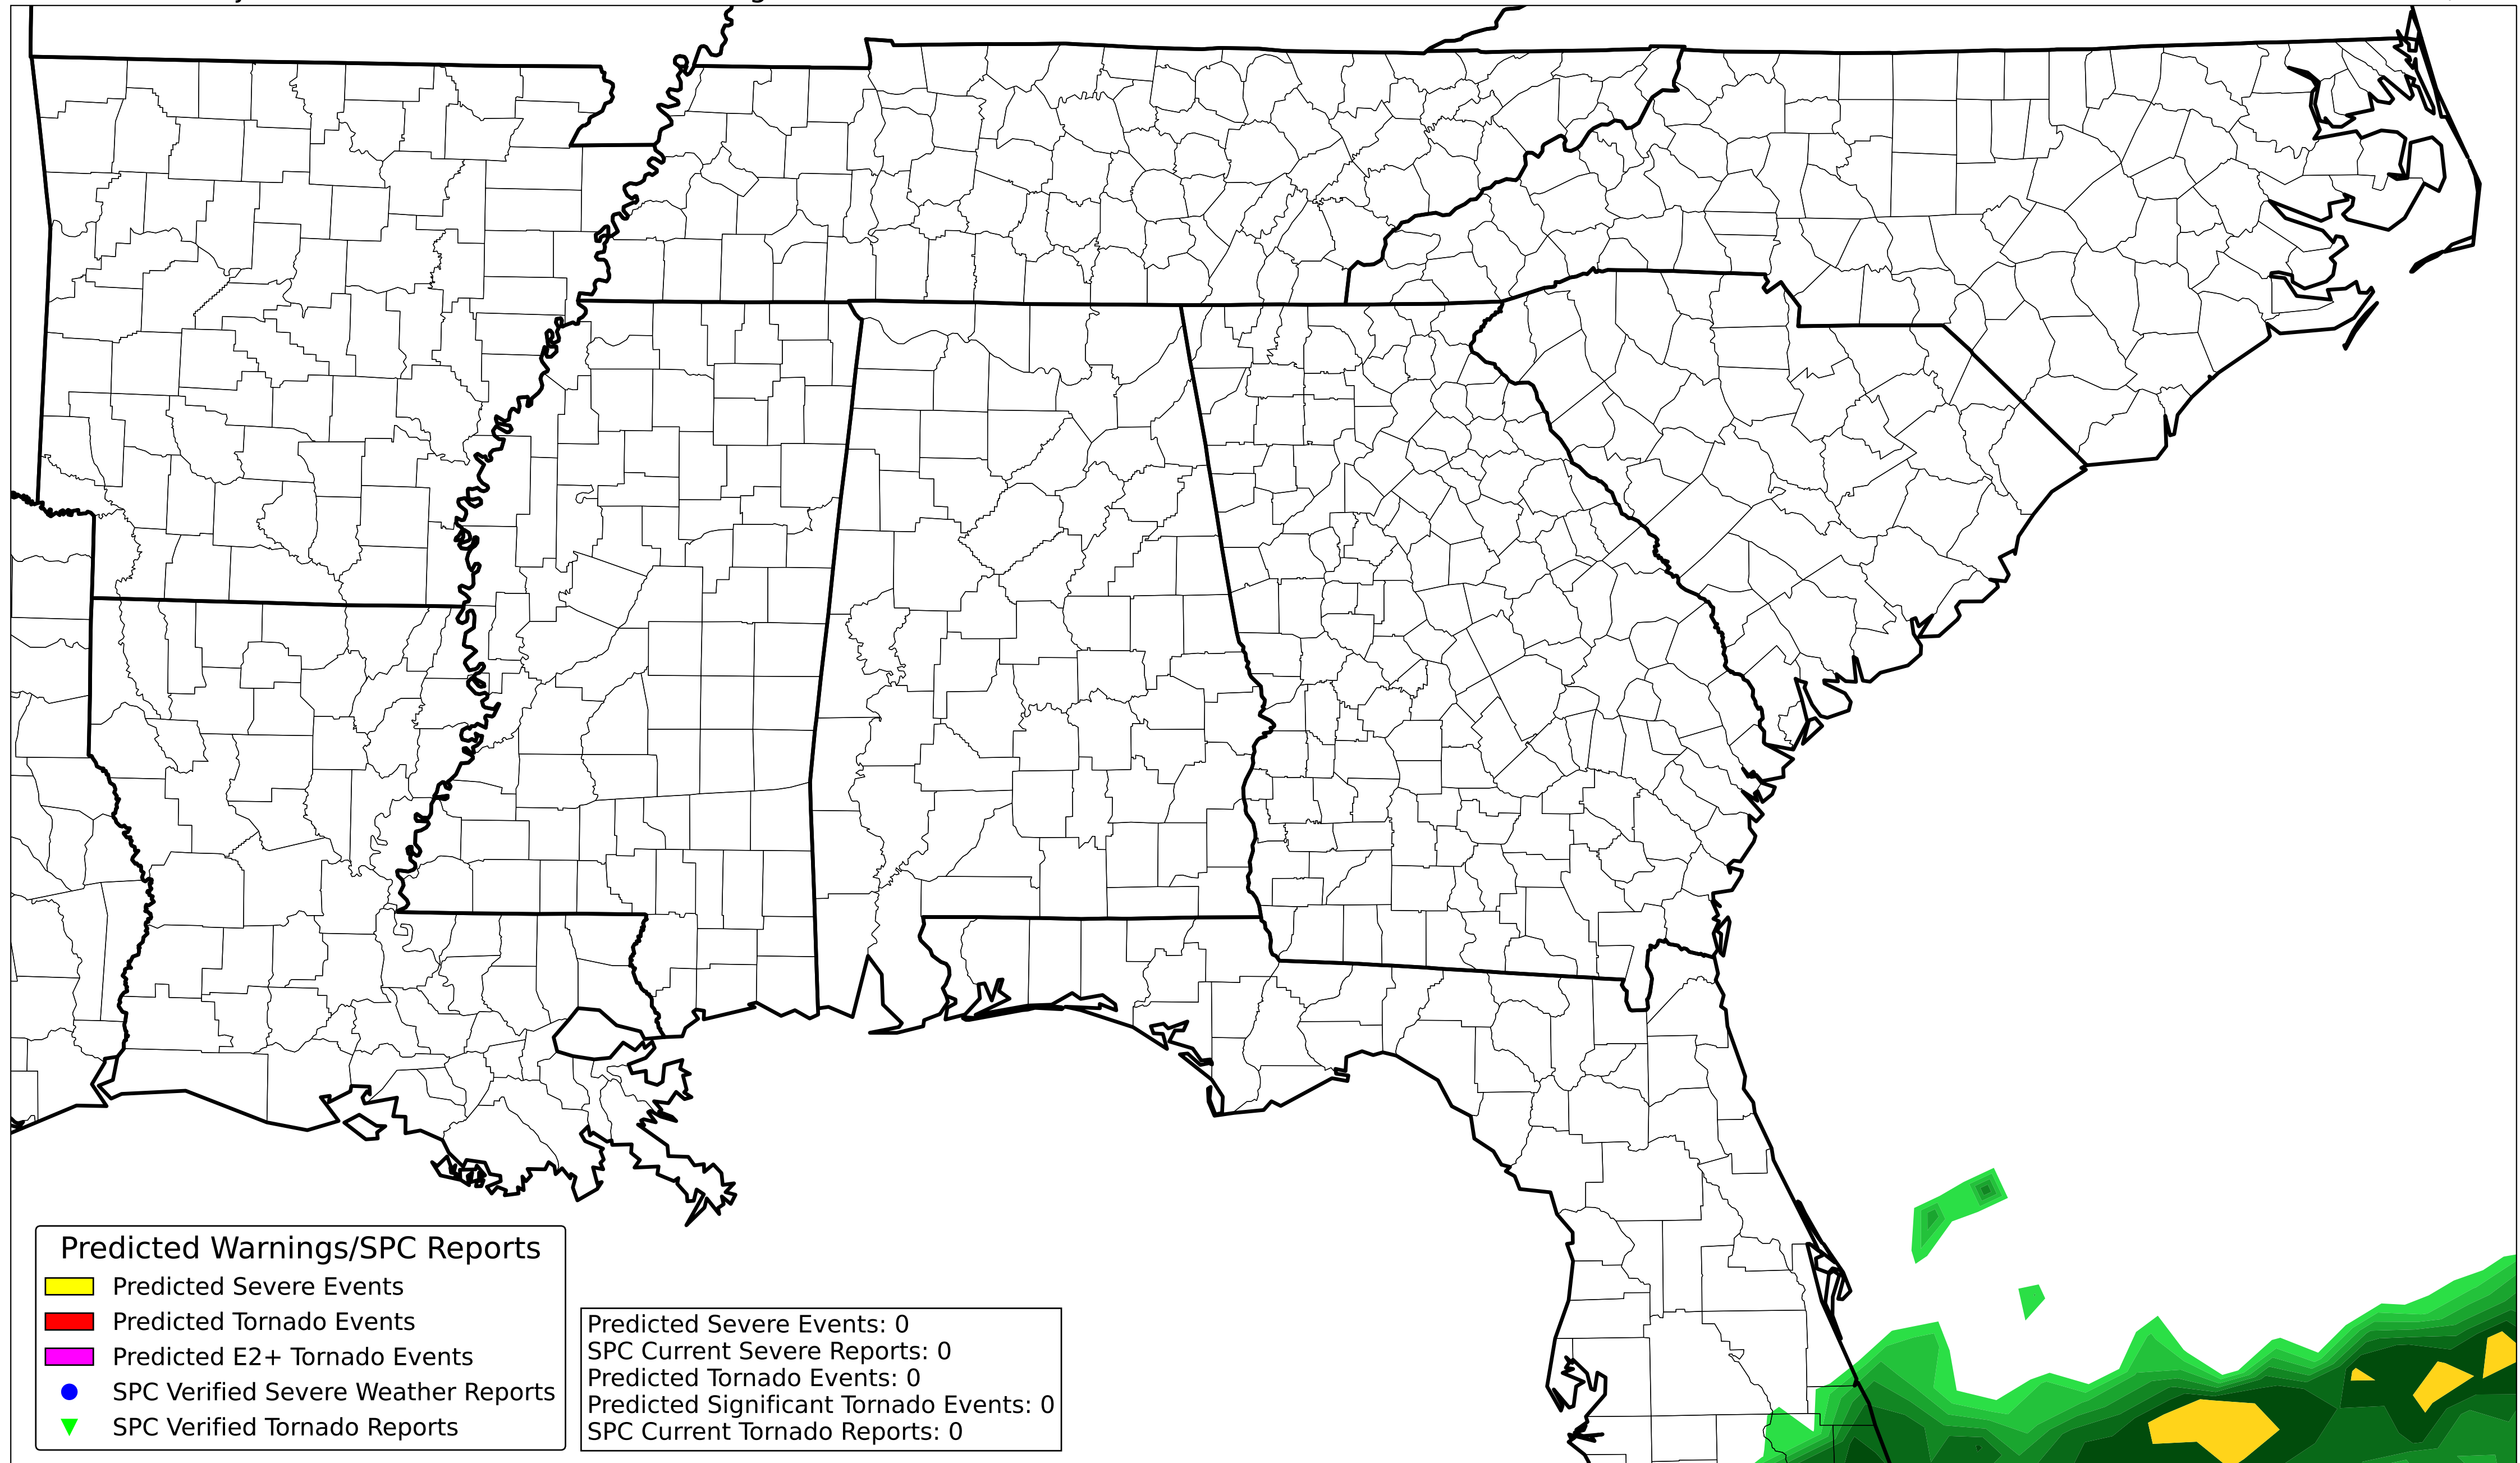 Predicted Warnings/SPC Reports
Predicted Severe Events
Predicted Tornado Events
Predicted E2+ Tornado Events
SPC Verified Severe Weather Reports
SPC Verified Tornado Reports
Predicted Severe Events: 0
SPC Current Severe Reports: 0
Predicted Tornado Events: 0
Predicted Significant Tornado Events: 0
SPC Current Tornado Reports: 0